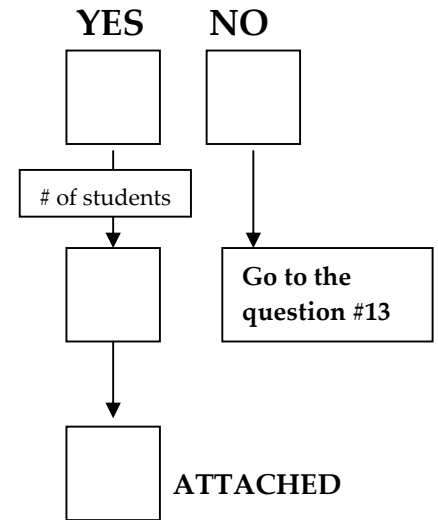 YES NO
# of students
Go to the
question #13
ATTACHED